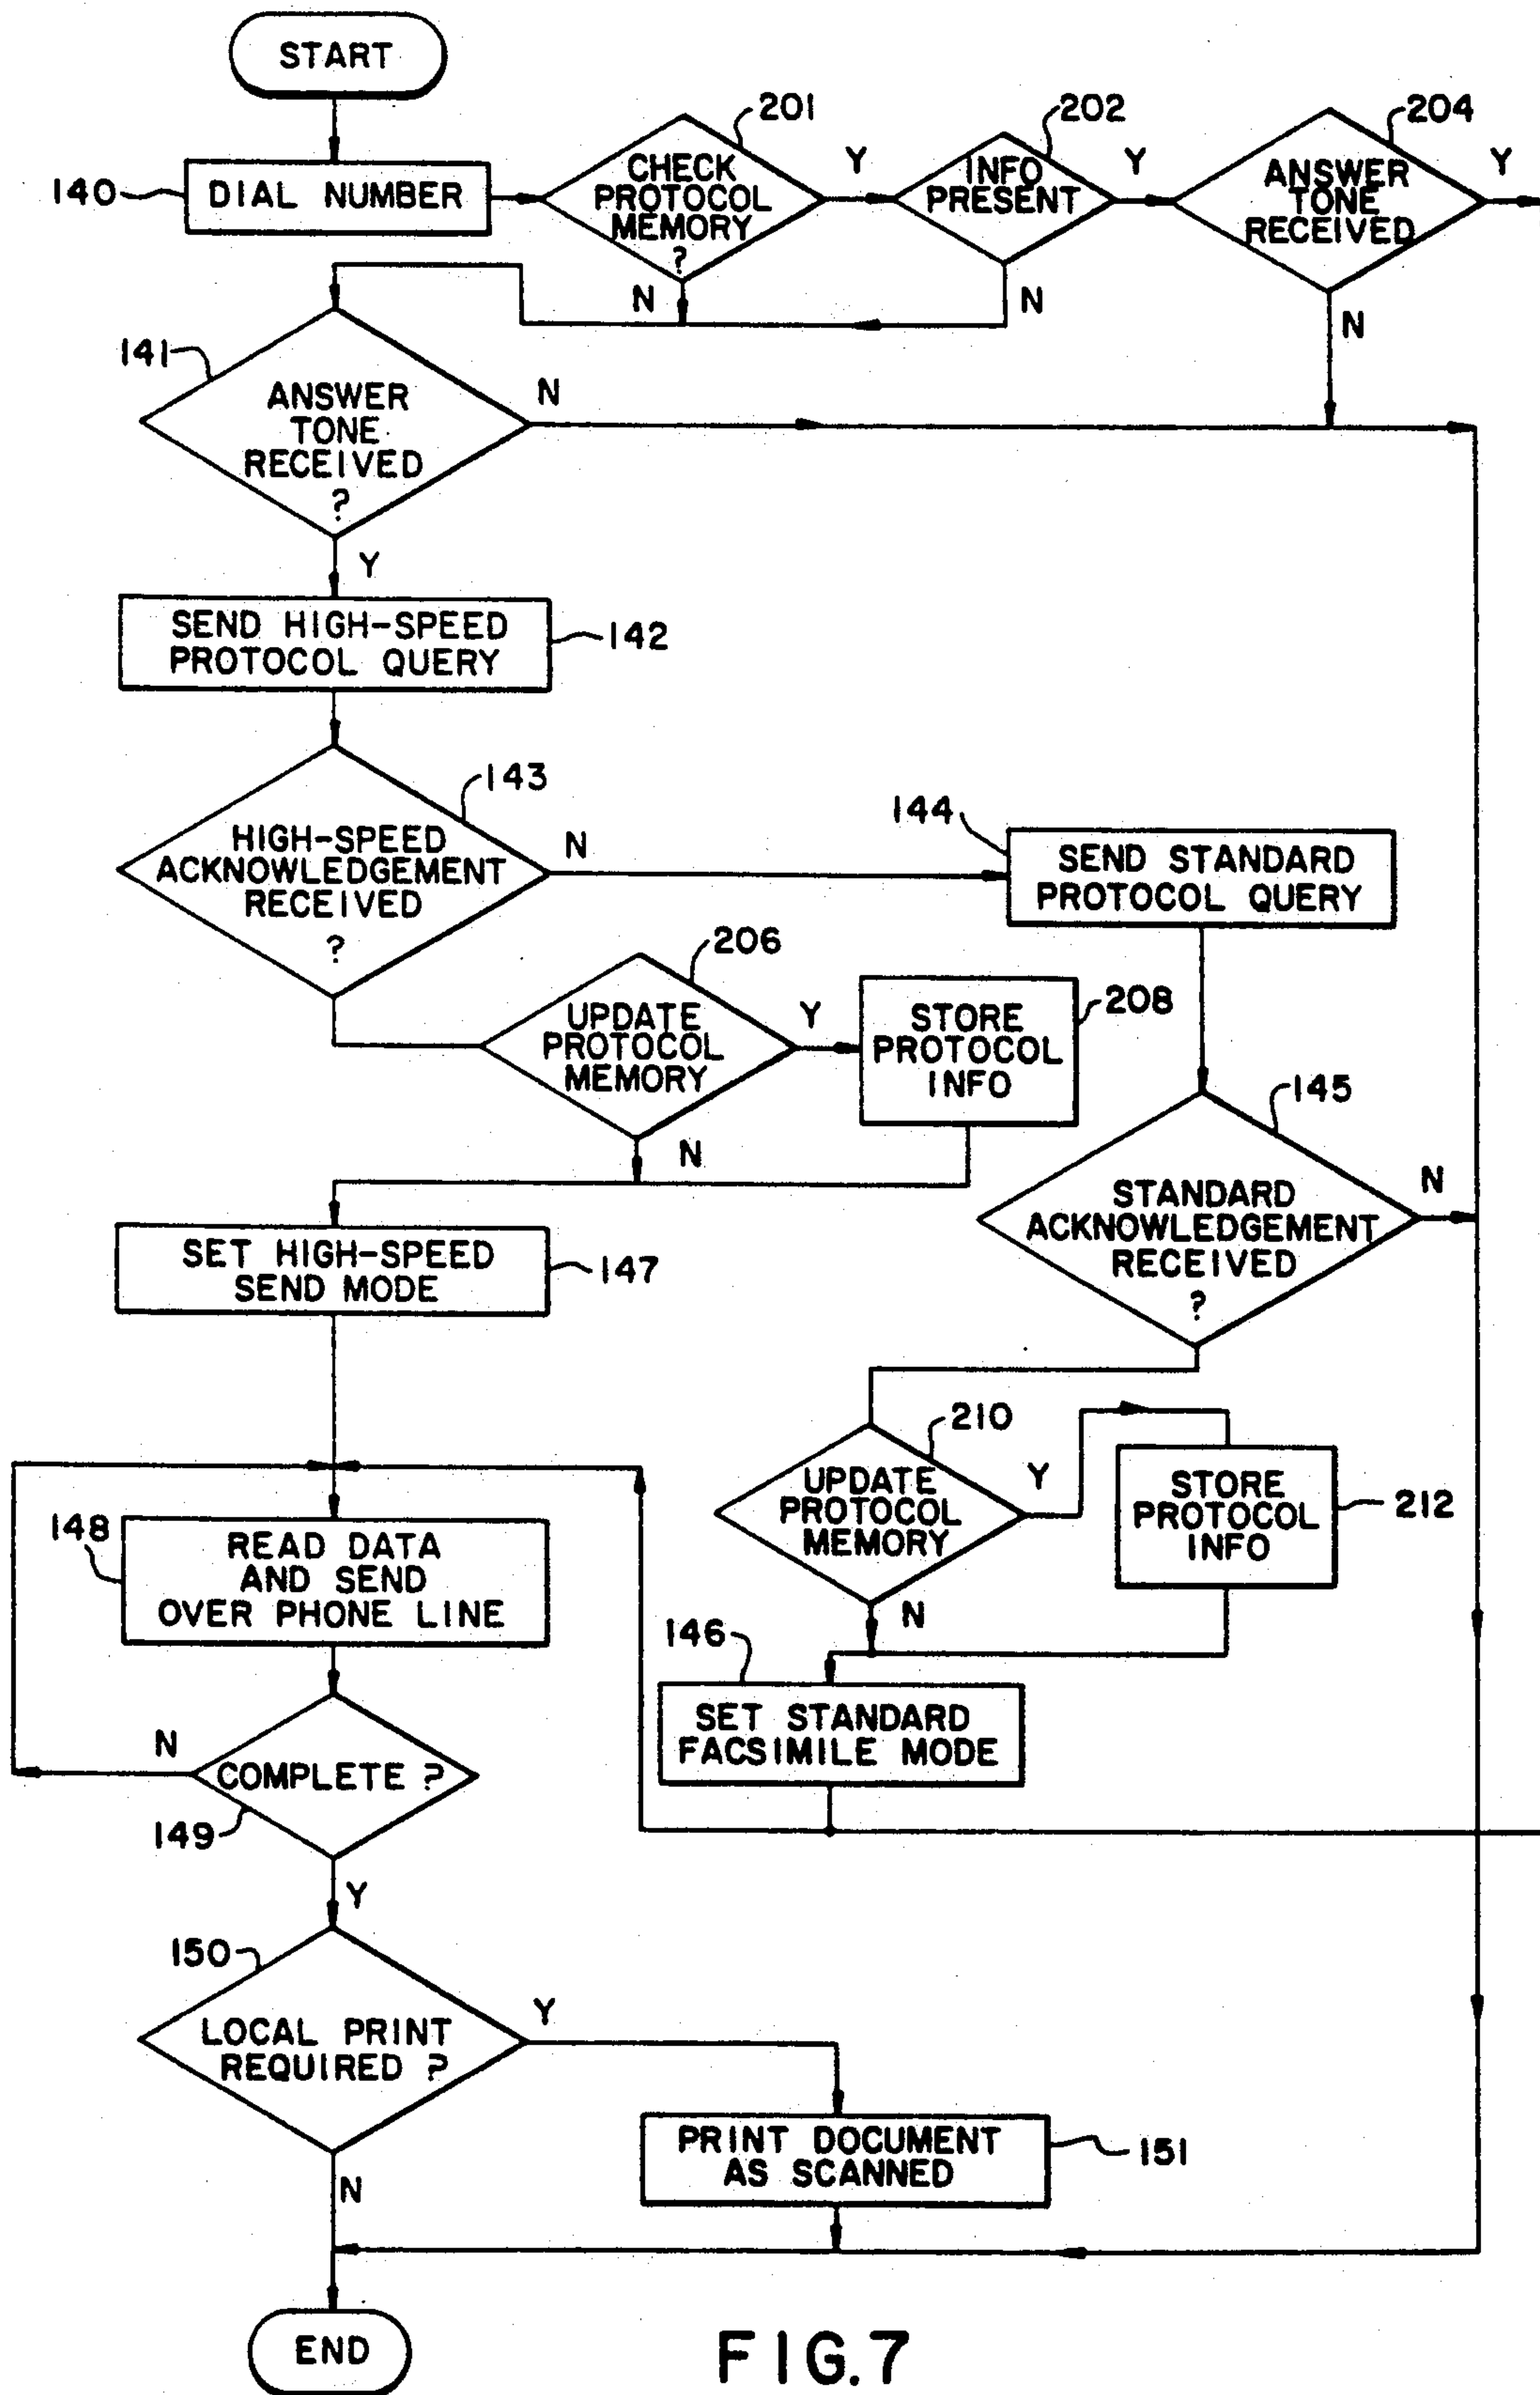 START
201
202
204
140
DIAL NUMBER
CHECK
PROTOCOL
MEMORY
?
Y
INFO
PRESENT
Y
ANSWER
TONE
RECEIVED
Y
N
N
N
141
ANSWER
TONE
RECEIVED
?
N
Y
SEND HIGH-SPEED
PROTOCOL QUERY
142
143
HIGH-SPEED
ACKNOWLEDGEMENT
RECEIVED
?
N
144
SEND STANDARD
PROTOCOL QUERY
206
UPDATE
PROTOCOL
MEMORY
Y
N
STORE
PROTOCOL
INFO
208
145
STANDARD
ACKNOWLEDGEMENT
RECEIVED
?
N
SET HIGH-SPEED
SEND MODE
147
210
UPDATE
PROTOCOL
MEMORY
Y
N
STORE
PROTOCOL
INFO
212
148
READ DATA
AND SEND
OVER PHONE LINE
146
SET STANDARD
FACSIMILE MODE
N
COMPLETE ?
149
Y
150
LOCAL PRINT
REQUIRED ?
Y
N
PRINT DOCUMENT
AS SCANNED
151
END
FIG.7